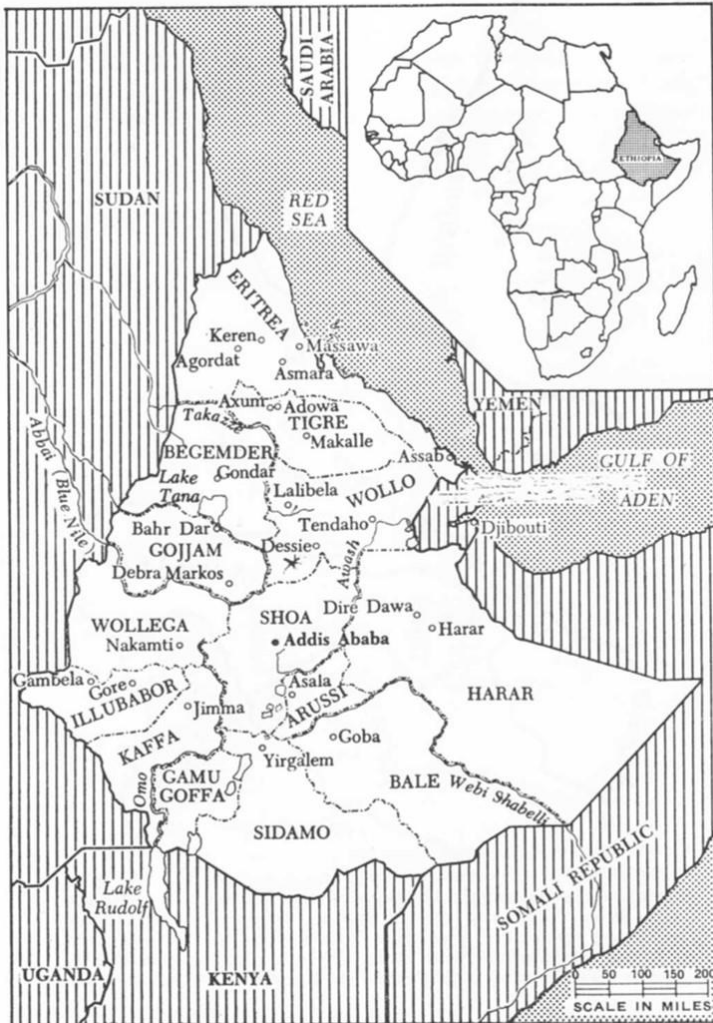 SAUDI
ARABIA
ETHIOPIA
SUDAN
RED
SEA
ERITREA
Keren
Massawa
Agordat
Asmara
Axum
Adowa
YEMEN
Takazze
TIGRE
Makalle
BEGEMDER
Assab
GULF OF
ADEN
Gondar
Lake
Tana
Lalibela
WOLLO
Abbai (Blue Nile)
Tendaho
Djibouti
Bahr Dar
GOJJAM
Dessie
Awash
Debra Markos
SHOA
Dire Dawa
WOLLEGA
Addis Ababa
Harar
Nakamti
Gambela
Gore
Asala
HARAR
ILLUBABOR
ARUSSI
Jimma
KAFFA
Goba
Yirgalem
GAMU
GOFFA
BALE
Webi Shabelli
Omo
SIDAMO
SOMALI REPUBLIC
Lake
Rudolf
UGANDA
KENYA
0 50 100 150 200
SCALE IN MILES